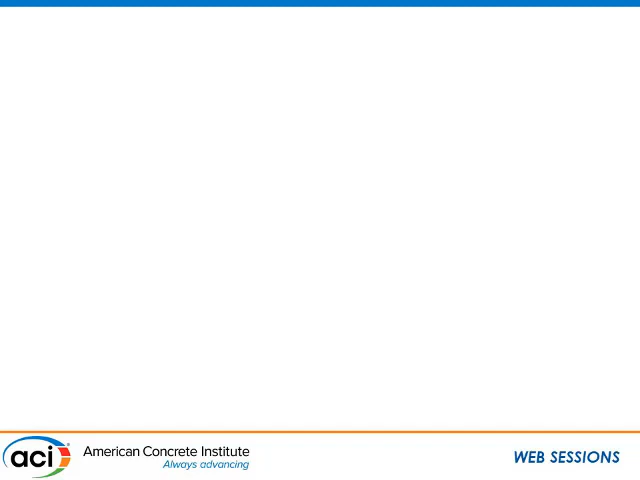 aci
American Concrete Institute
Always advancing
WEB SESSIONS